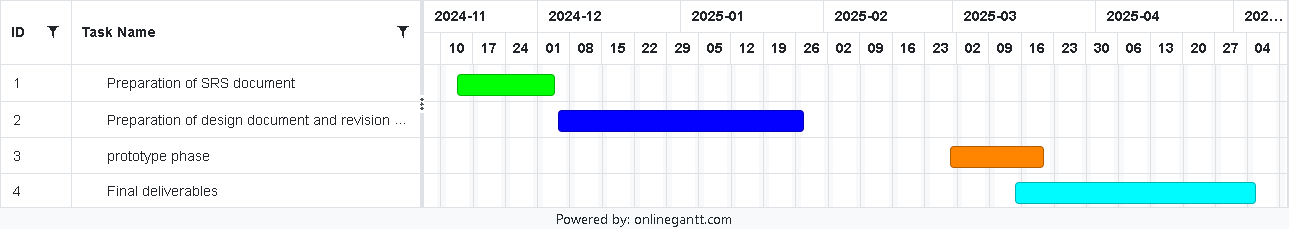 2024-11 2024-12 2025-01 2025-02 2025-03 2025-04 202...
ID Task Name
10 17 24 01 08 15 22 29 05 12 19 26 02 09 16 23 02 09 16 23 30 06 13 20 27 04
1 Preparation of SRS document
2 Preparation of design document and revision ...
3 prototype phase
4 Final deliverables
Powered by: onlinegantt.com